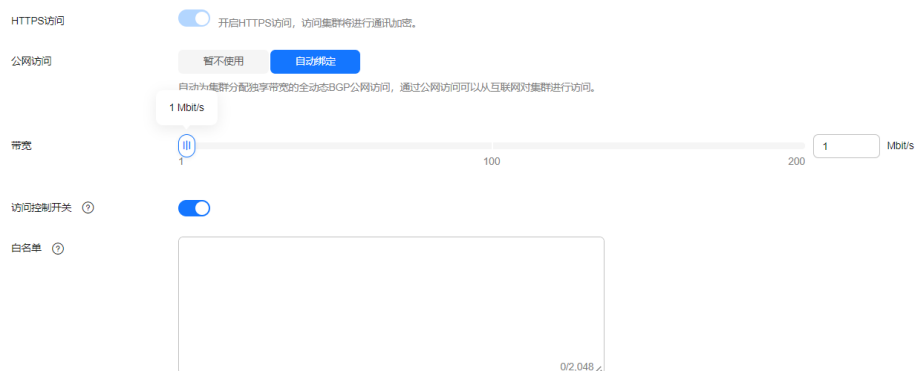 HTTPS访问 开启HTTPS访问，访问集群将进行通讯加密。
公网访问 暂不使用 自动绑定
自动为集群分配独享带宽的全动态BGP公网访问，通过公网访问可以从互联网对集群进行访问。
1 Mbit/s
带宽 1 Mbit/s
1 100 200
访问控制开关 ?
白名单 ?
0/2,048